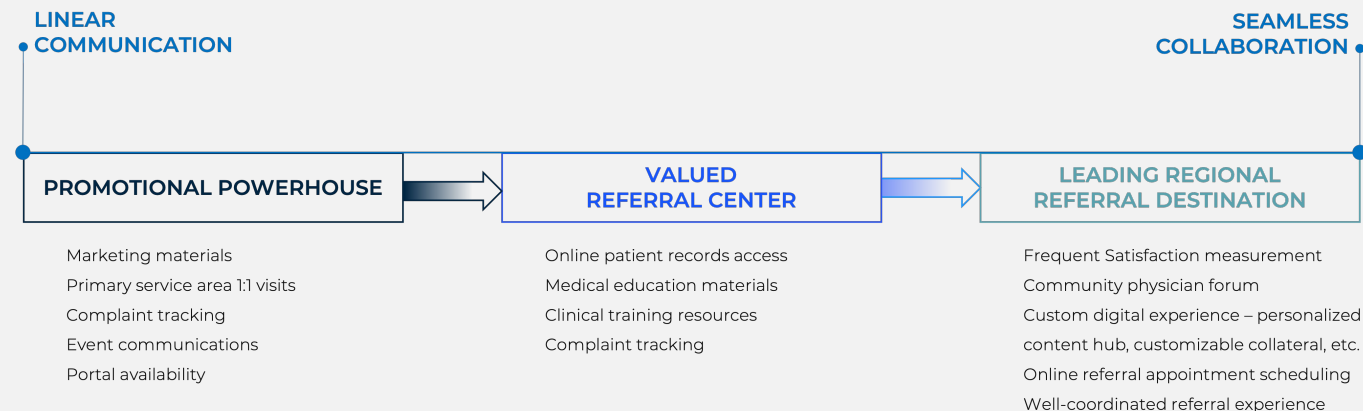 LINEAR
COMMUNICATION
SEAMLESS
COLLABORATION
PROMOTIONAL POWERHOUSE
VALUED
REFERRAL CENTER
LEADING REGIONAL
REFERRAL DESTINATION
Marketing materials
Primary service area 1:1 visits
Complaint tracking
Event communications
Portal availability
Online patient records access
Medical education materials
Clinical training resources
Complaint tracking
Frequent Satisfaction measurement
Community physician forum
Custom digital experience – personalized
content hub, customizable collateral, etc.
Online referral appointment scheduling
Well-coordinated referral experience